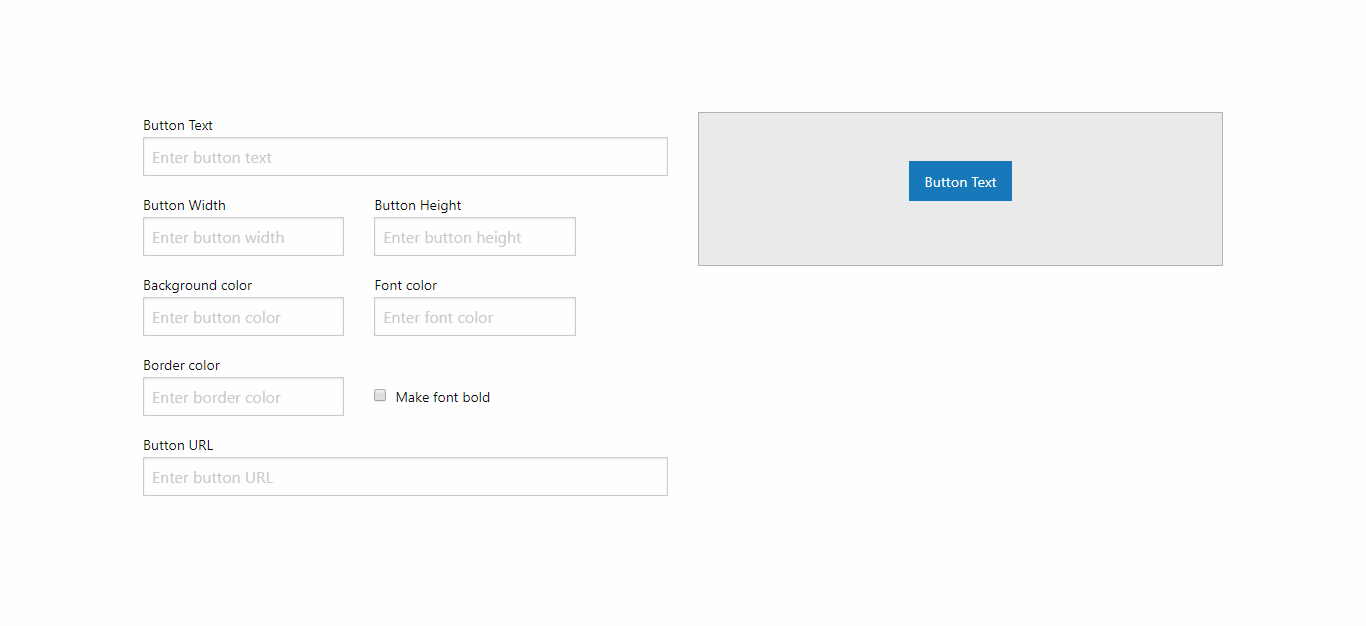 Button Text
Enter button text
Button Width
Button Height
Enter button width
Enter button height
Background color
Font color
Enter button color
Enter font color
Border color
Enter border color
Make font bold
Button URL
Enter button URL
Button Text